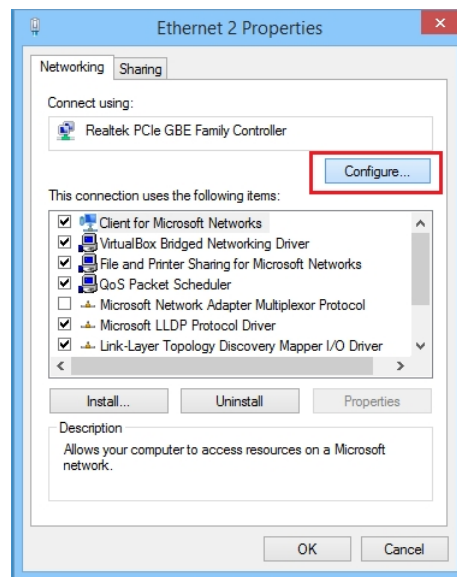 Ethernet 2 Properties
Networking
Sharing
Connect using:
Realtek PCIe GBE Family Controller
Configure...
This connection uses the following items:
Client for Microsoft Networks
VirtualBox Bridged Networking Driver
File and Printer Sharing for Microsoft Networks
QoS Packet Scheduler
Microsoft Network Adapter Multiplexor Protocol
Microsoft LLDP Protocol Driver
Link-Layer Topology Discovery Mapper I/O Driver
Install...
Uninstall
Properties
Description
Allows your computer to access resources on a Microsoft
network.
OK
Cancel